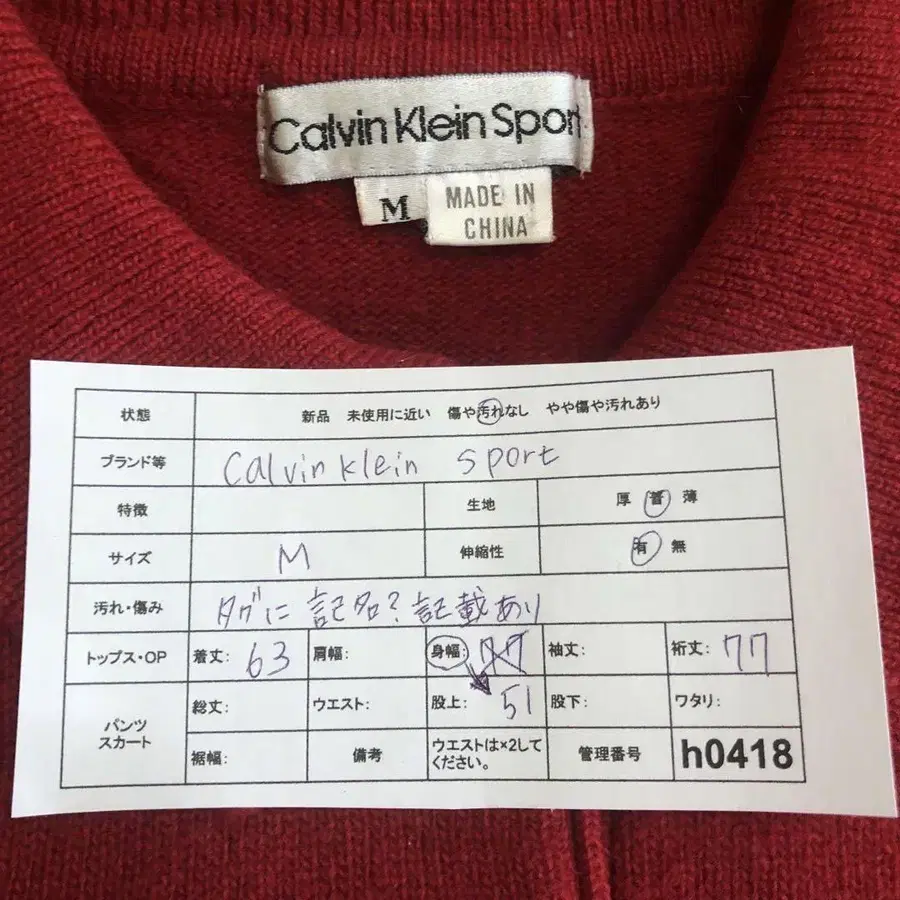 Calvin Klein Sport
M
MADE IN
CHINA
状態 新品 未使用に近い 傷や汚れなし やや傷や汚れあり
ブランド等 Calvin klein sport
特徴 生地 厚 普 薄
サイズ M 伸縮性 有 無
汚れ・傷み タグに記名?記載あり
トップス・OP 着丈: 63 肩幅: 身幅: 77 袖丈: 裄丈: 77
パンツ
スカート
総丈: ウエスト: 股上: 51 股下: ワタリ:
裾幅: 備考 ウエストは×2して
ください。 管理番号 h0418